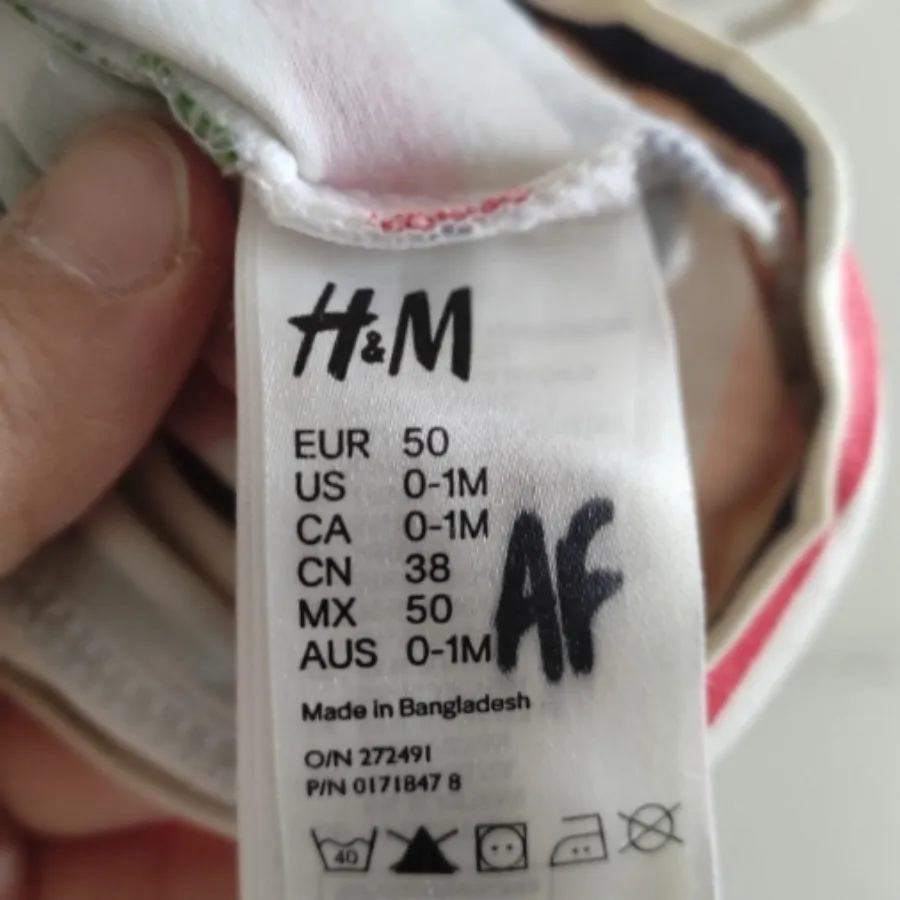 H&M
EUR 50
US 0-1M
CA 0-1M
CN 38
MX 50
AUS 0-1M
AF
Made in Bangladesh
O/N 272491
P/N 0171847 8
40